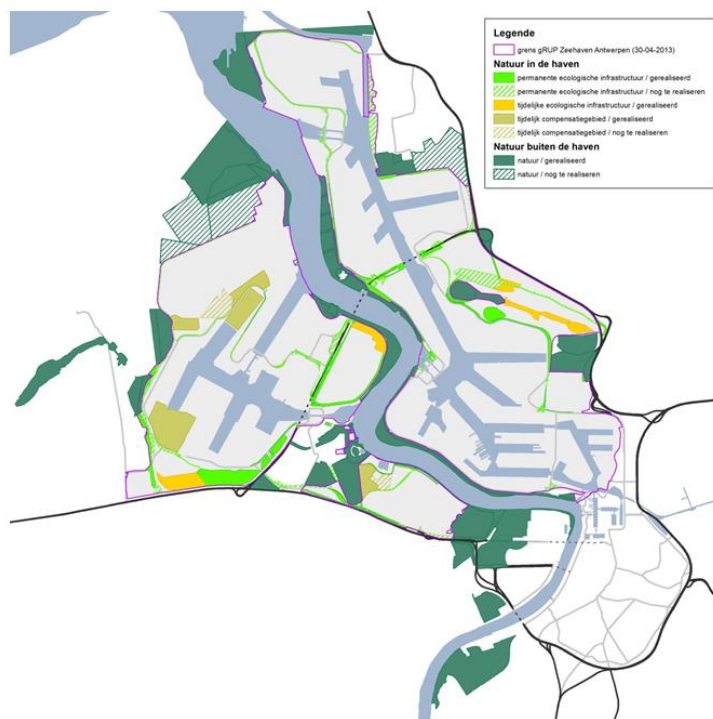 Legende
grens gRUP Zeehaven Antwerpen (30-04-2013)
Natuur in de haven
permanente ecologische infrastructuur / gerealiseerd
permanente ecologische infrastructuur / nog te realiseren
tijdelijke ecologische infrastructuur / gerealiseerd
tijdelijk compensatiegebied / gerealiseerd
tijdelijk compensatiegebied / nog te realiseren
Natuur buiten de haven
natuur / gerealiseerd
natuur / nog te realiseren